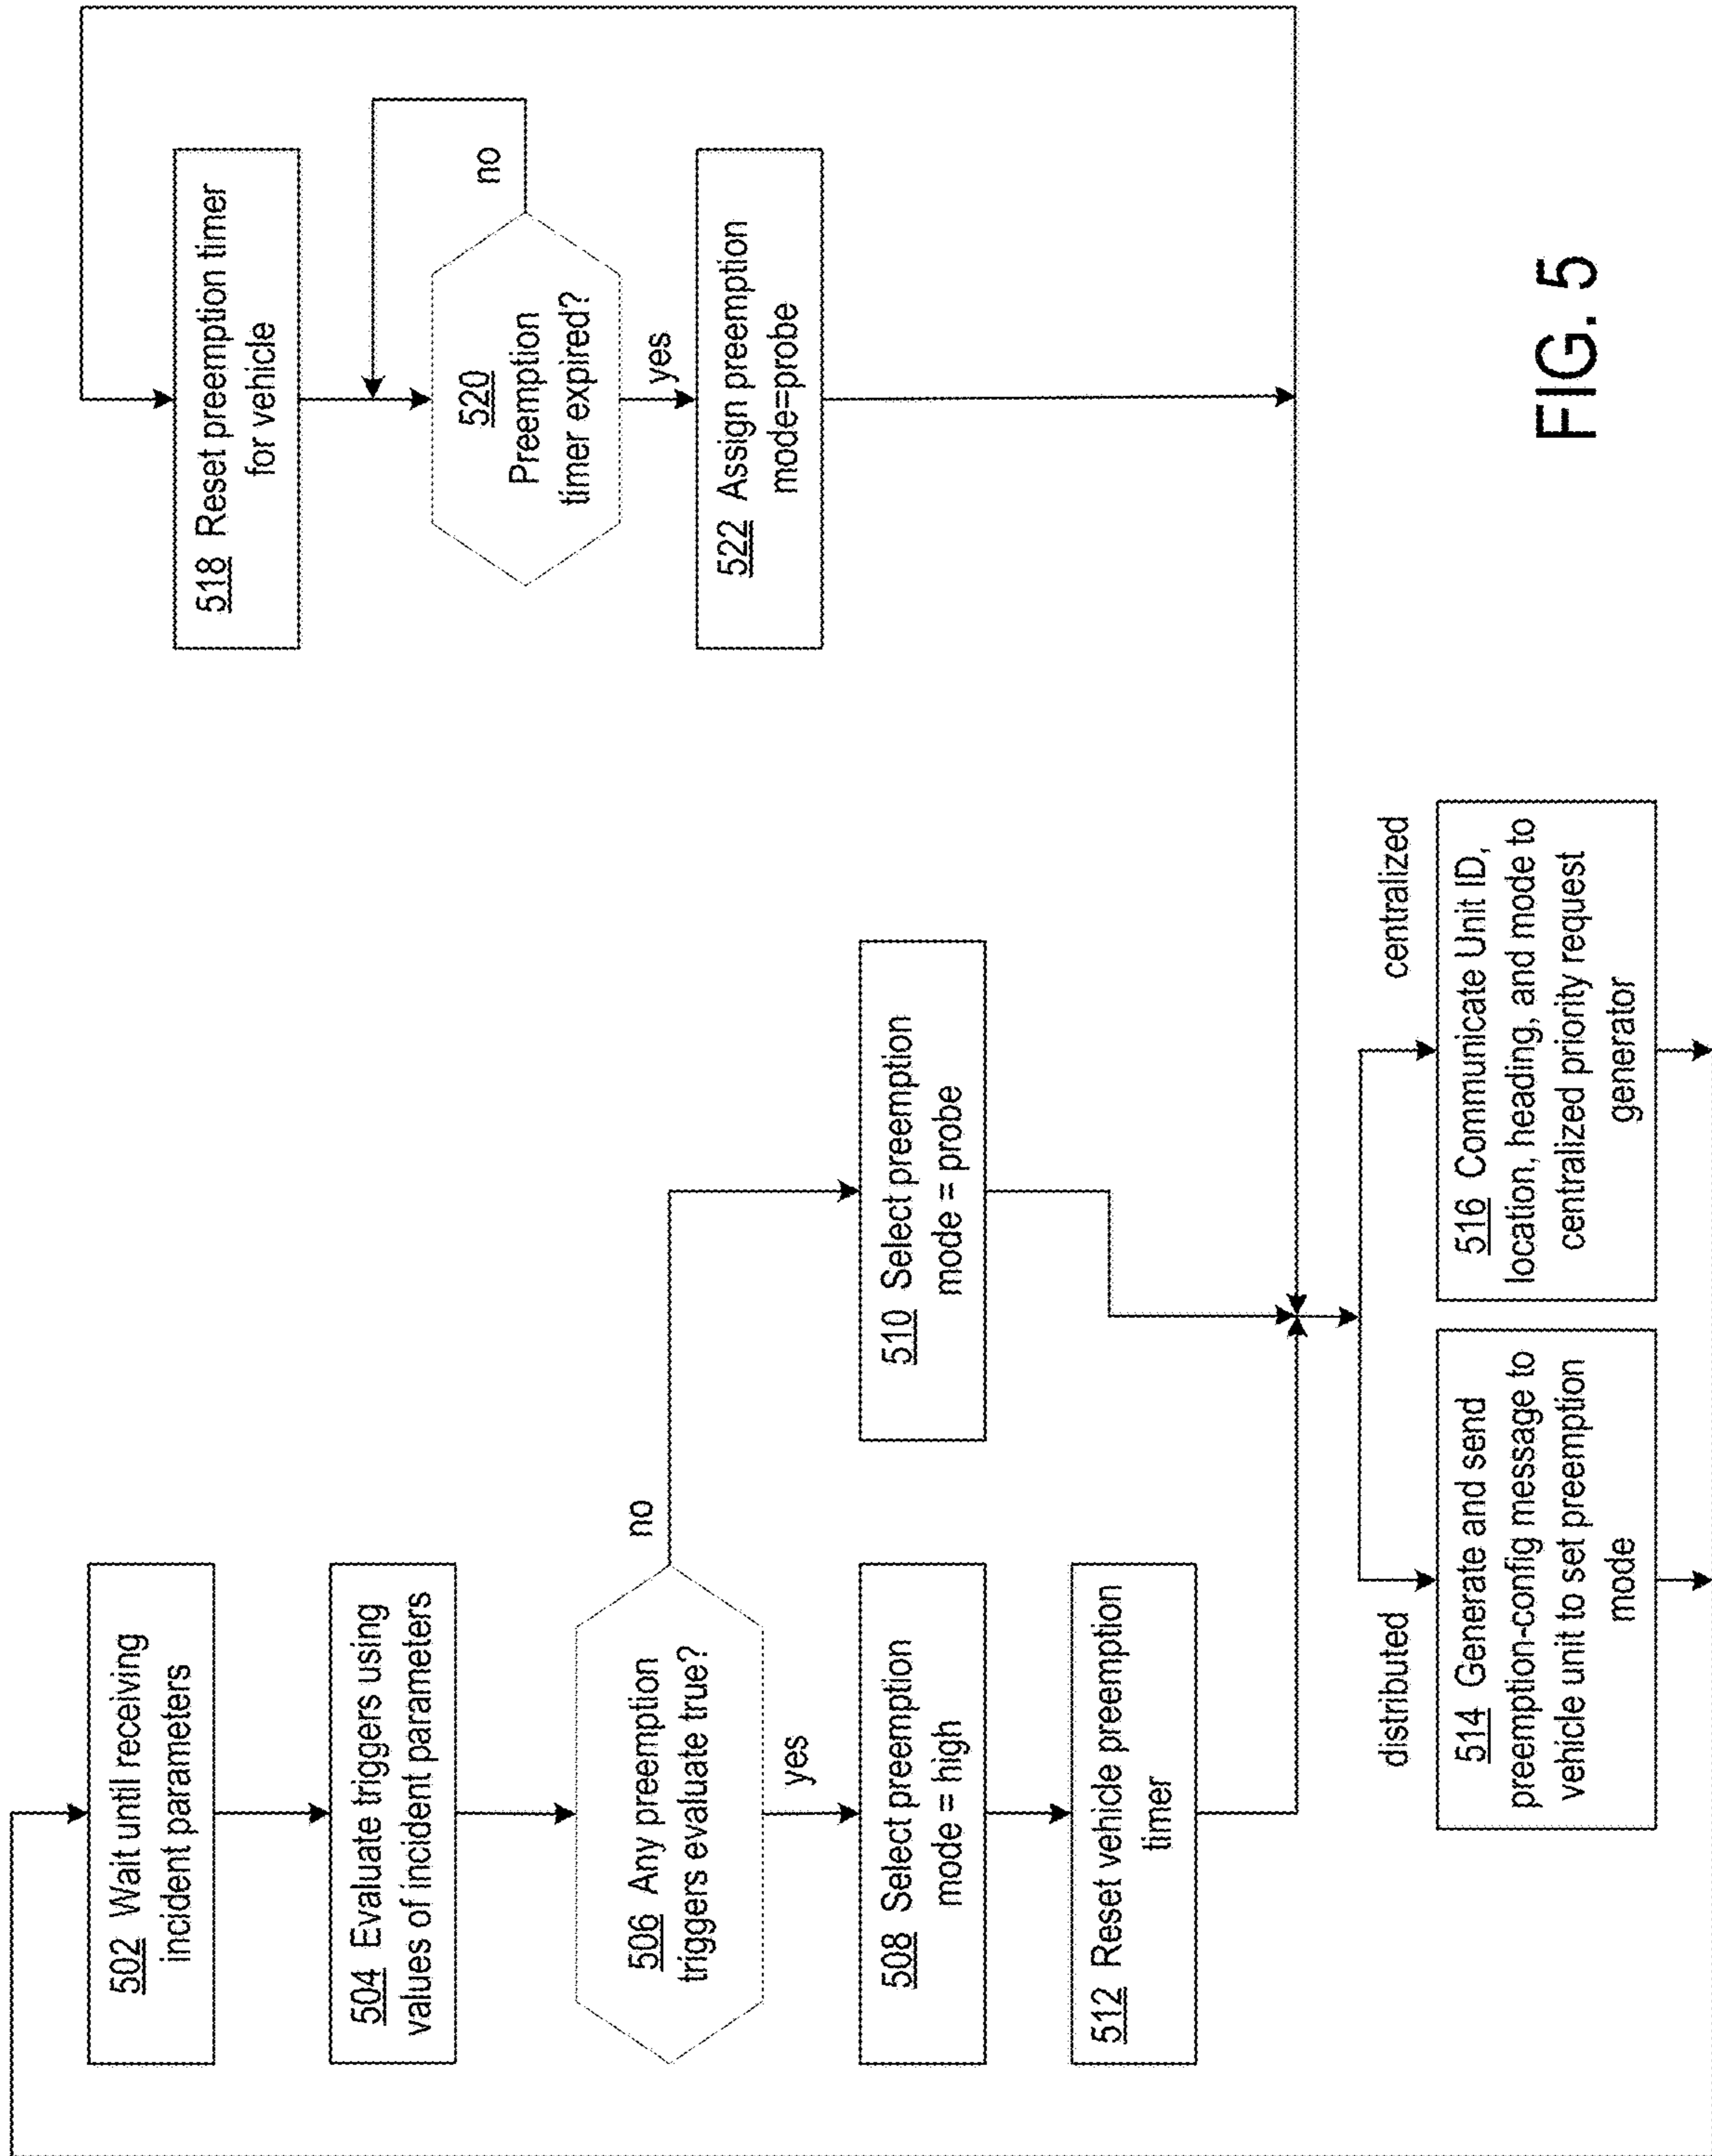 502 Wait until receiving
incident parameters
504 Evaluate triggers using
values of incident parameters
506 Any preemption
triggers evaluate true?
no
yes
508 Select preemption
mode = high
510 Select preemption
mode = probe
512 Reset vehicle preemption
timer
distributed
centralized
514 Generate and send
preemption-config message to
vehicle unit to set preemption
mode
516 Communicate Unit ID,
location, heading, and mode to
centralized priority request
generator
518 Reset preemption timer
for vehicle
520
Preemption
timer expired?
no
yes
522 Assign preemption
mode=probe
FIG. 5